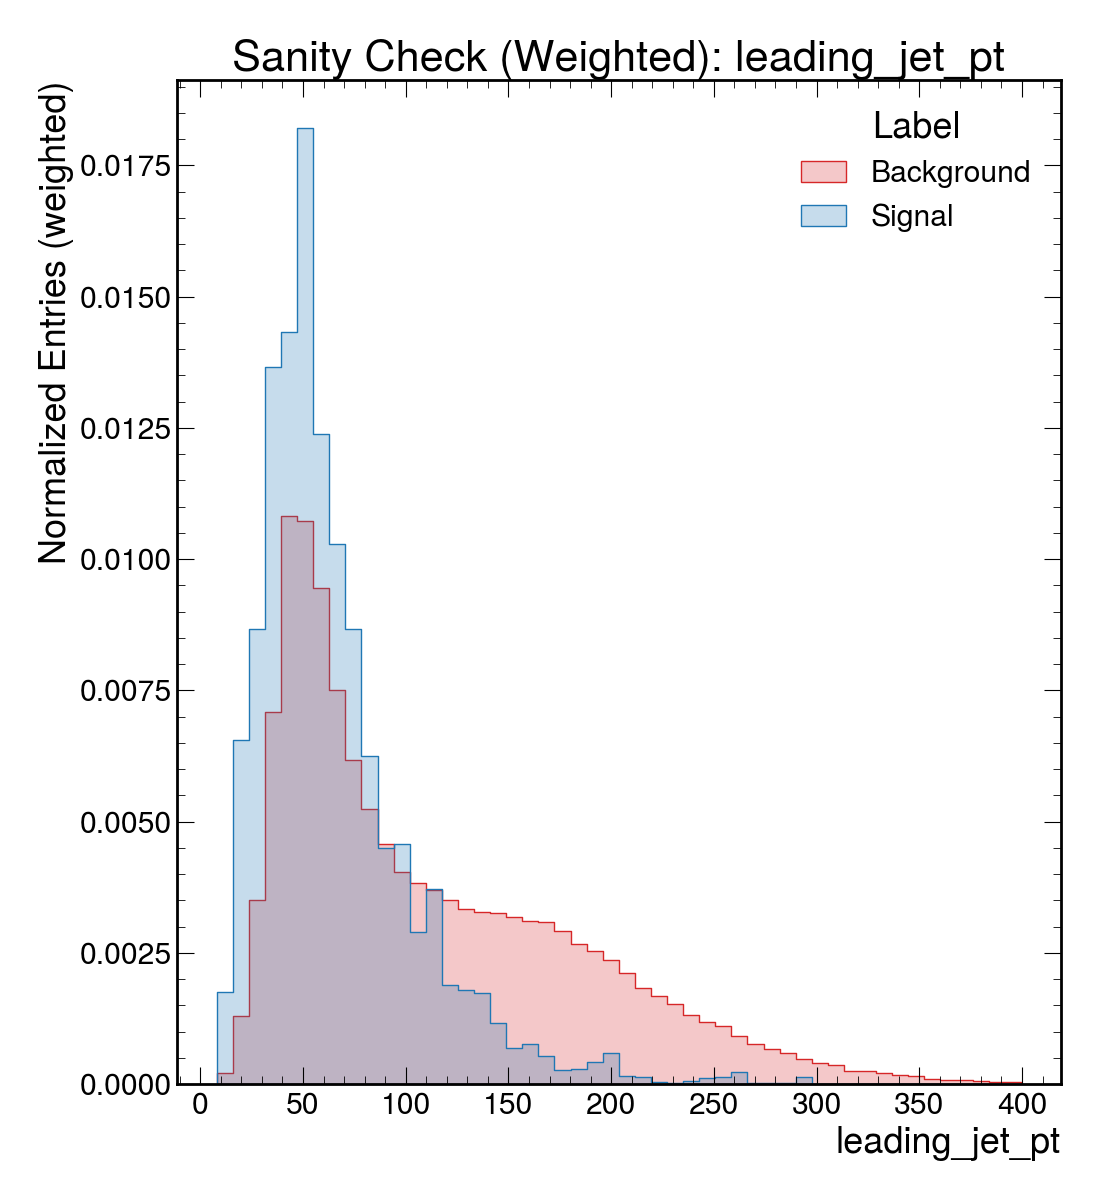 Sanity Check (Weighted): leading_jet_pt
Normalized Entries (weighted)
Label
Background
Signal
0.0175
0.0150
0.0125
0.0100
0.0075
0.0050
0.0025
0.0000
0 50 100 150 200 250 300 350 400
leading_jet_pt